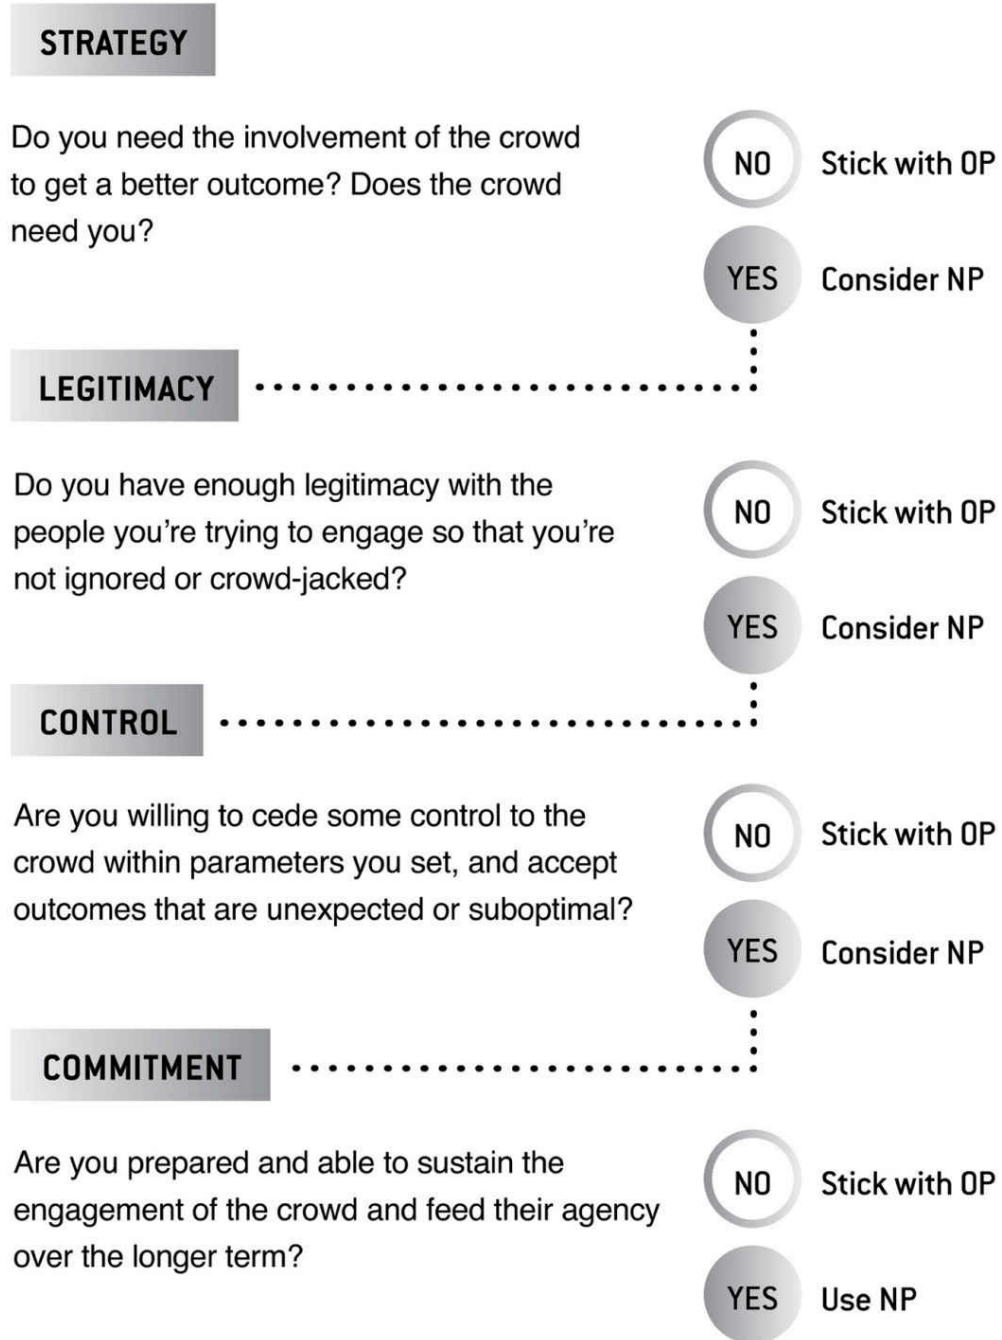 STRATEGY
Do you need the involvement of the crowd
to get a better outcome? Does the crowd
need you?
NO Stick with OP
YES Consider NP
LEGITIMACY
Do you have enough legitimacy with the
people you're trying to engage so that you're
not ignored or crowd-jacked?
NO Stick with OP
YES Consider NP
CONTROL
Are you willing to cede some control to the
crowd within parameters you set, and accept
outcomes that are unexpected or suboptimal?
NO Stick with OP
YES Consider NP
COMMITMENT
Are you prepared and able to sustain the
engagement of the crowd and feed their agency
over the longer term?
NO Stick with OP
YES Use NP